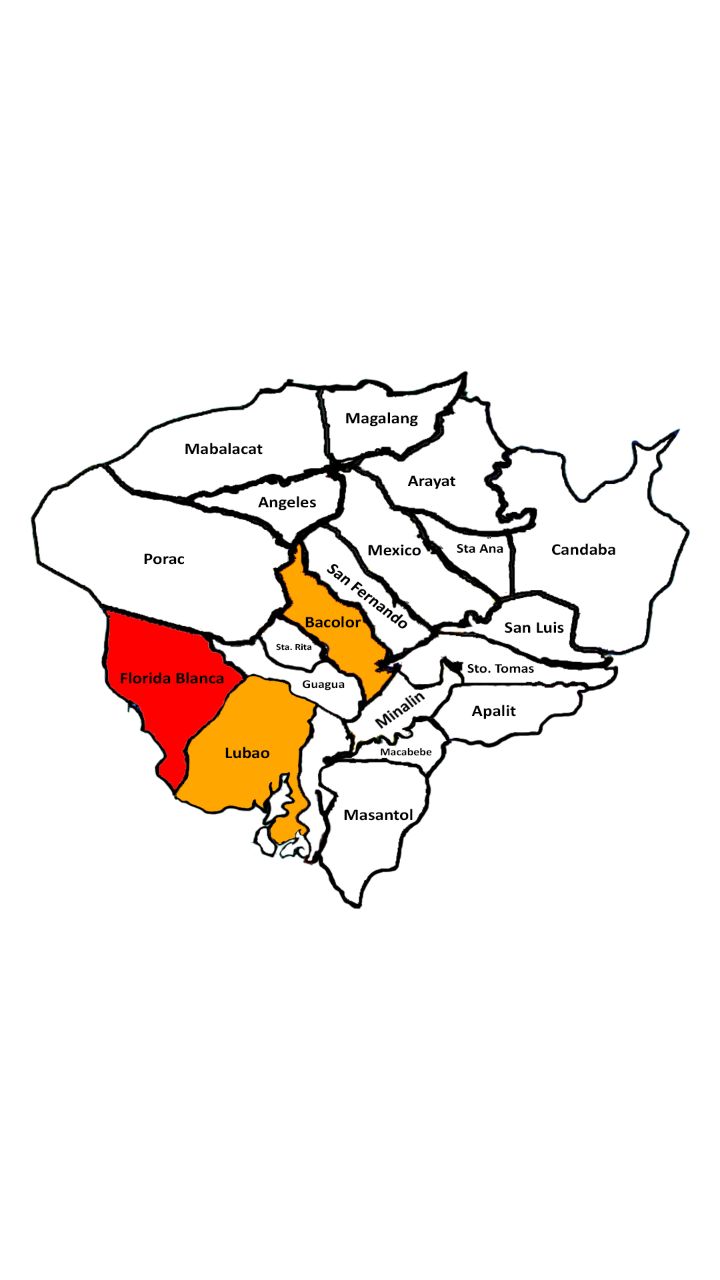 Magalang
Mabalacat
Arayat
Angeles
Mexico
Sta Ana
Candaba
Porac
San Fernando
Bacolor
San Luis
Sta. Rita
Sto. Tomas
Florida Blanca
Guagua
Minalin
Apalit
Lubao
Macabebe
Masantol